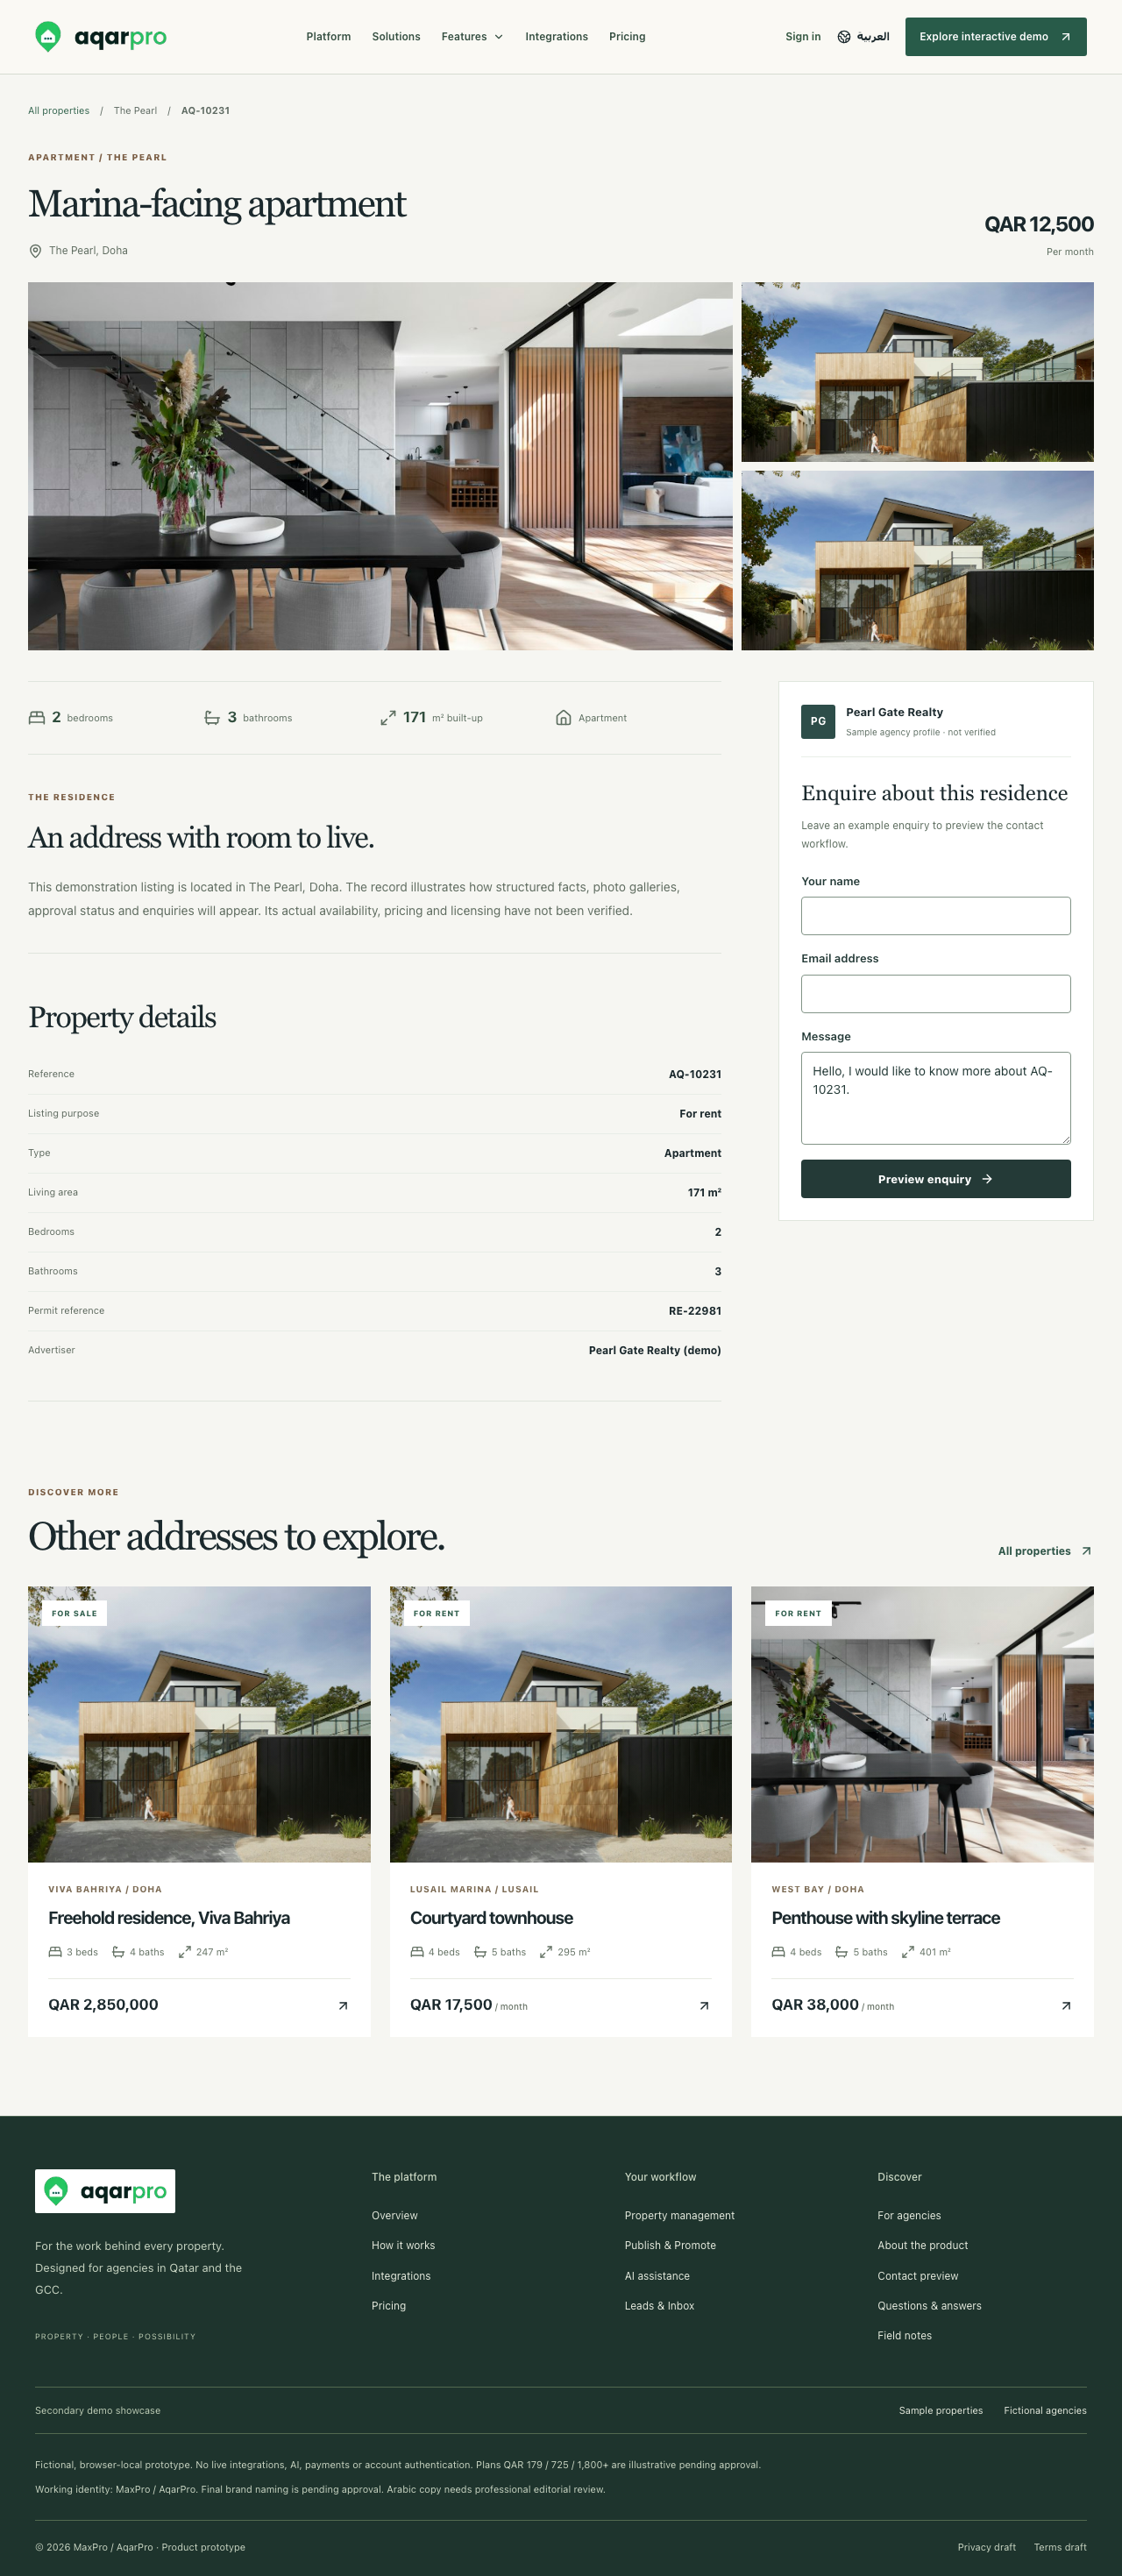 aqarpro
Platform
Solutions
Features
Integrations
Pricing
Sign in
العربية
Explore interactive demo
All properties / The Pearl / AQ-10231
APARTMENT / THE PEARL
Marina-facing apartment
The Pearl, Doha
QAR 12,500
Per month
2 bedrooms
3 bathrooms
171 m² built-up
Apartment
THE RESIDENCE
An address with room to live.
This demonstration listing is located in The Pearl, Doha. The record illustrates how structured facts, photo galleries,
approval status and enquiries will appear. Its actual availability, pricing and licensing have not been verified.
Property details
Reference AQ-10231
Listing purpose For rent
Type Apartment
Living area 171 m²
Bedrooms 2
Bathrooms 3
Permit reference RE-22981
Advertiser Pearl Gate Realty (demo)
PG
Pearl Gate Realty
Sample agency profile · not verified
Enquire about this residence
Leave an example enquiry to preview the contact
workflow.
Your name
Email address
Message
Hello, I would like to know more about AQ-
10231.
Preview enquiry
DISCOVER MORE
Other addresses to explore.
All properties
FOR SALE
VIVA BAHRIYA / DOHA
Freehold residence, Viva Bahriya
3 beds 4 baths 247 m²
QAR 2,850,000
FOR RENT
LUSAIL MARINA / LUSAIL
Courtyard townhouse
4 beds 5 baths 295 m²
QAR 17,500 / month
FOR RENT
WEST BAY / DOHA
Penthouse with skyline terrace
4 beds 5 baths 401 m²
QAR 38,000 / month
aqarpro
For the work behind every property.
Designed for agencies in Qatar and the
GCC.
PROPERTY · PEOPLE · POSSIBILITY
The platform
Overview
How it works
Integrations
Pricing
Your workflow
Property management
Publish & Promote
AI assistance
Leads & Inbox
Discover
For agencies
About the product
Contact preview
Questions & answers
Field notes
Secondary demo showcase
Sample properties
Fictional agencies
Fictional, browser-local prototype. No live integrations, AI, payments or account authentication. Plans QAR 179 / 725 / 1,800+ are illustrative pending approval.
Working identity: MaxPro / AqarPro. Final brand naming is pending approval. Arabic copy needs professional editorial review.
© 2026 MaxPro / AqarPro · Product prototype
Privacy draft
Terms draft